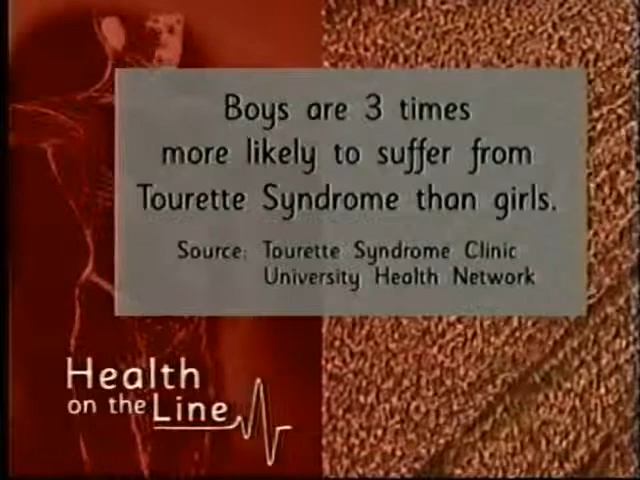 Boys are 3 times
more likely to suffer from
Tourette Syndrome than girls.
Source: Tourette Syndrome Clinic
University Health Network
Health
on the Line